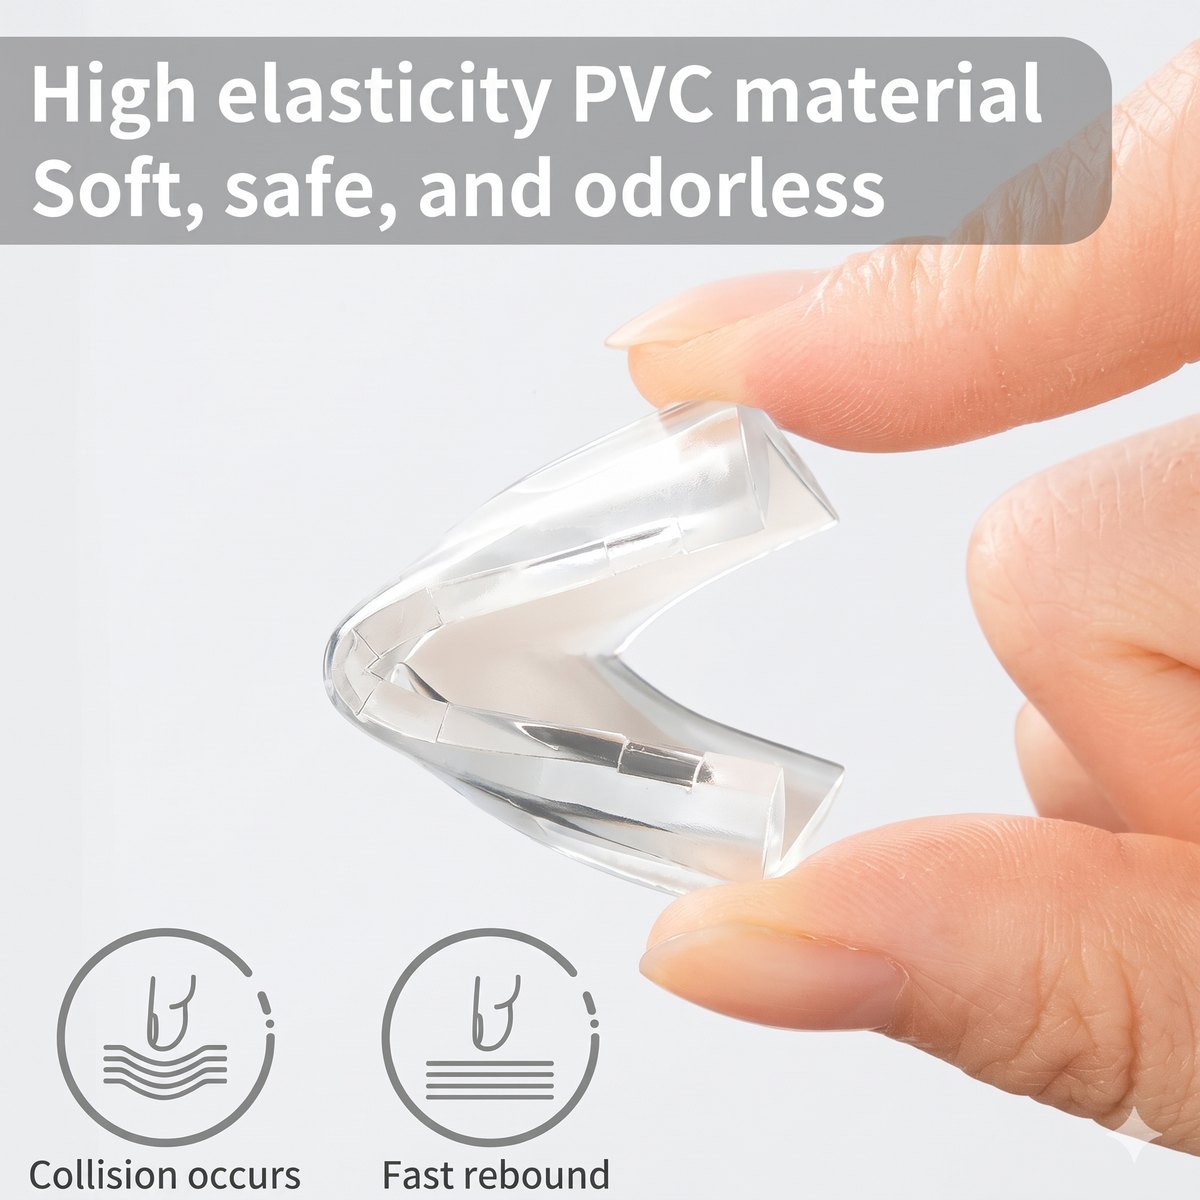 High elasticity PVC material
Soft, safe, and odorless
Collision occurs
Fast rebound